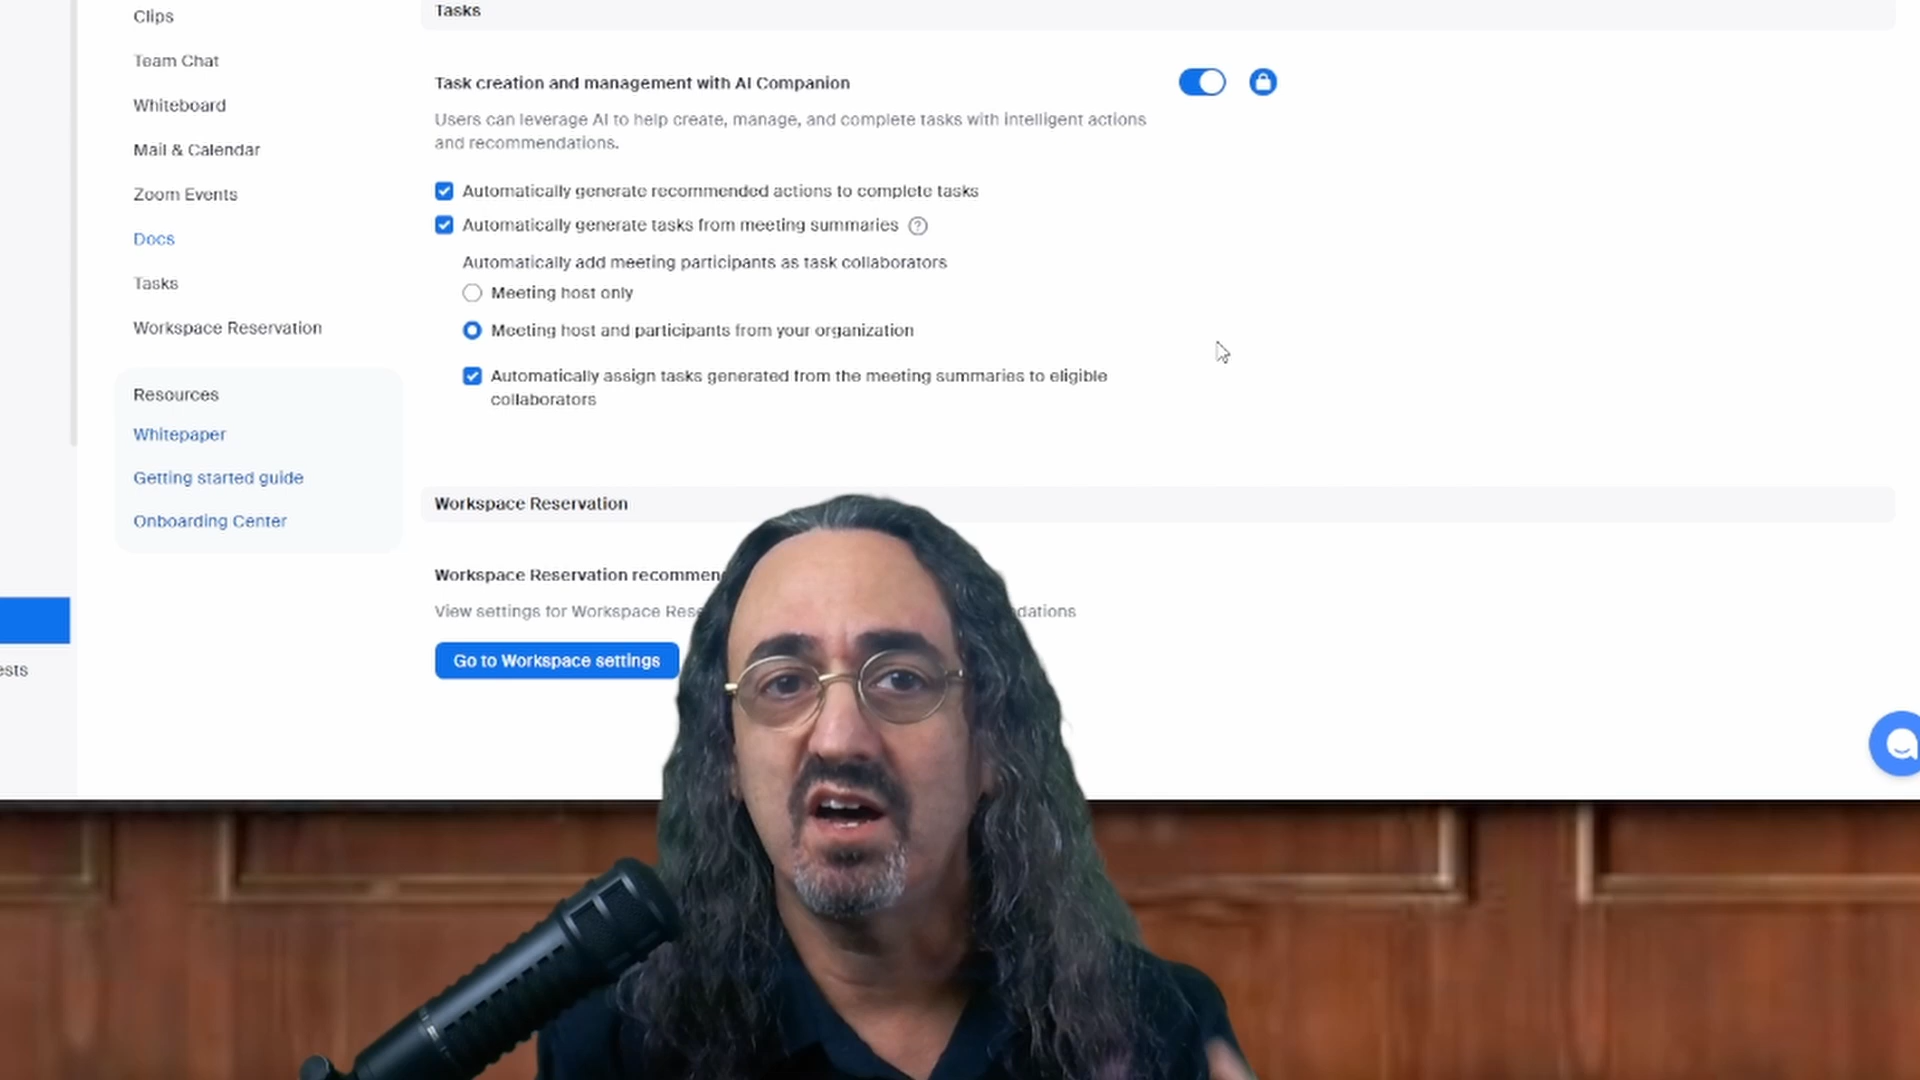 Clips
Team Chat
Whiteboard
Mail & Calendar
Zoom Events
Docs
Tasks
Workspace Reservation
Resources
Whitepaper
Getting started guide
Onboarding Center
ests
Tasks
Task creation and management with AI Companion
Users can leverage AI to help create, manage, and complete tasks with intelligent actions
and recommendations.
Automatically generate recommended actions to complete tasks
Automatically generate tasks from meeting summaries ?
Automatically add meeting participants as task collaborators
Meeting host only
Meeting host and participants from your organization
Automatically assign tasks generated from the meeting summaries to eligible
collaborators
Workspace Reservation
Workspace Reservation recommen
View settings for Workspace Rese dations
Go to Workspace settings